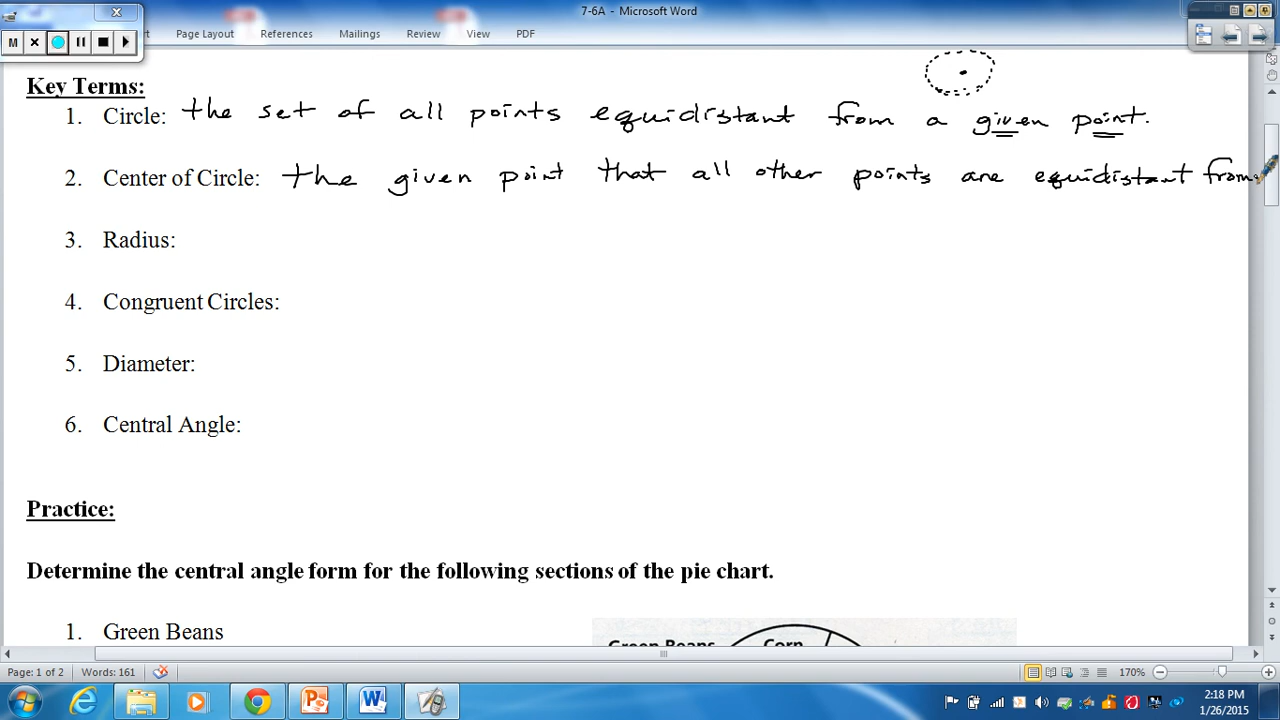 7-6A - Microsoft Word
M
Page Layout References Mailings Review View PDF
Key Terms:
1. Circle: the set of all points equidistant from a given point.
2. Center of Circle: the given point that all other points are equidistant from
3. Radius:
4. Congruent Circles:
5. Diameter:
6. Central Angle:
Practice:
Determine the central angle form for the following sections of the pie chart.
1. Green Beans
Green Beans Corn
Page: 1 of 2 Words: 161 170%
2:18 PM
1/26/2015